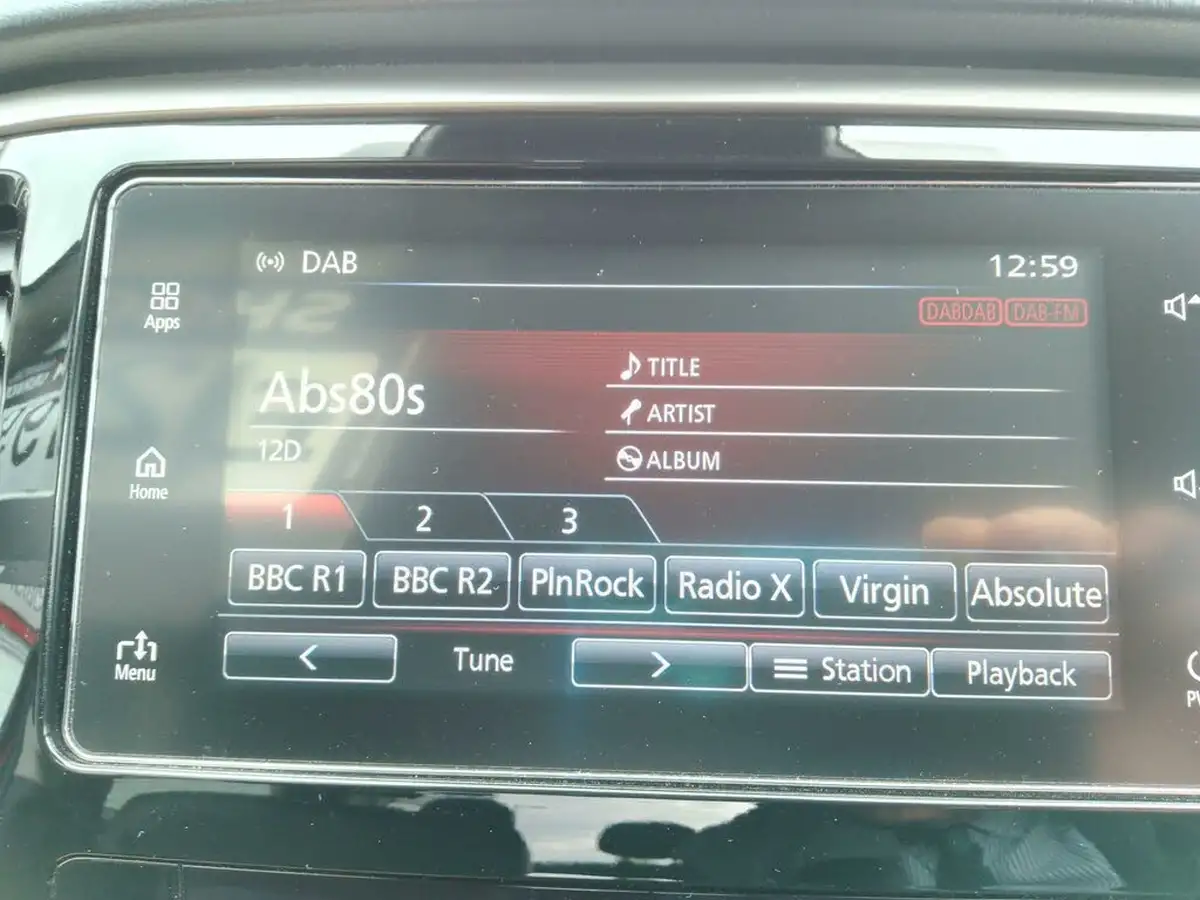 DAB 12:59
DABDAB DAB-FM
Apps
TITLE
Abs80s
ARTIST
12D
ALBUM
Home
1 2 3
BBC R1 BBC R2 PlnRock Radio X Virgin Absolute
Menu
< Tune > Station Playback